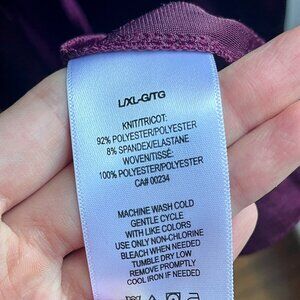 L/XL-G/TG
KNIT/TRICOT:
92% POLYESTER/POLYESTER
8% SPANDEX/ELASTANE
WOVEN/TISSÉ:
100% POLYESTER/POLYESTER
CA# 00234
MACHINE WASH COLD
GENTLE CYCLE
WITH LIKE COLORS
USE ONLY NON-CHLORINE
BLEACH WHEN NEEDED
TUMBLE DRY LOW
REMOVE PROMPTLY
COOL IRON IF NEEDED